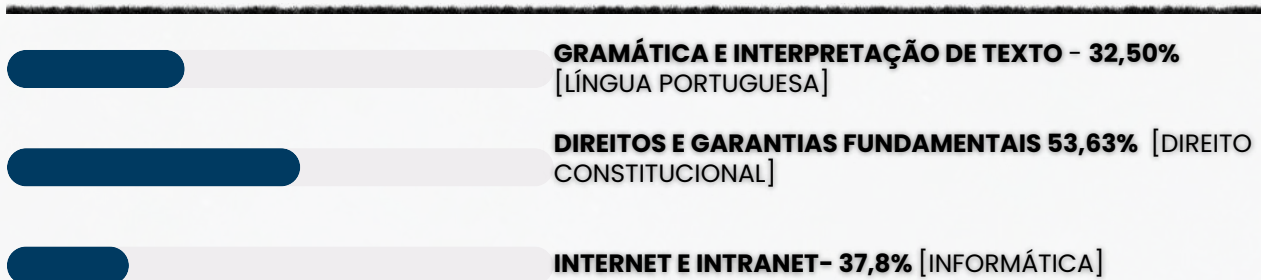 GRAMÁTICA E INTERPRETAÇÃO DE TEXTO - 32,50%
[LÍNGUA PORTUGUESA]
DIREITOS E GARANTIAS FUNDAMENTAIS 53,63% [DIREITO
CONSTITUCIONAL]
INTERNET E INTRANET- 37,8% [INFORMÁTICA]